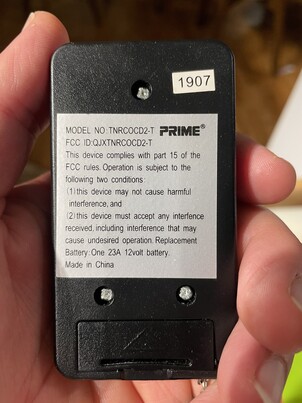 1907
MODEL NO TNRCOCD2-T PRIME®
FCC ID:QJXTNRCOCD2-T
This device complies with part 15 of the
FCC rules. Operation is subject to the
following two conditions:
(1)this device may not cause harmful
interference, and
(2)this device must accept any interfence
received, including interference that may
cause undesired operation. Replacement
Battery: One 23A 12volt battery.
Made in China